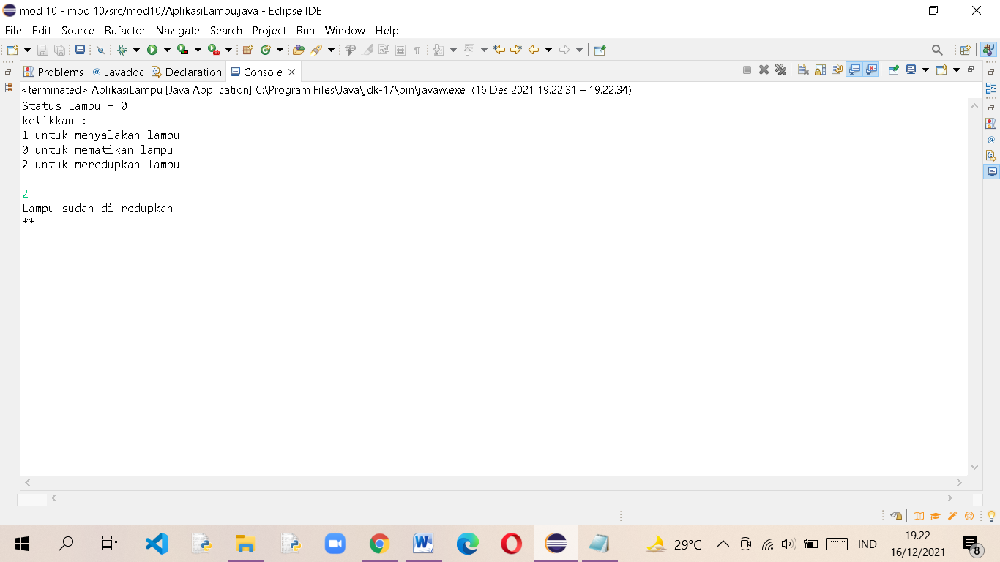 mod 10 - mod 10/src/mod10/AplikasiLampu.java - Eclipse IDE
File Edit Source Refactor Navigate Search Project Run Window Help
Problems @ Javadoc Declaration Console
<terminated> AplikasiLampu [Java Application] C:\Program Files\Java\jdk-17\bin\javaw.exe (16 Des 2021 19.22.31 – 19.22.34)
Status Lampu = 0
ketikkan :
1 untuk menyalakan lampu
0 untuk mematikan lampu
2 untuk meredupkan lampu
=
2
Lampu sudah di redupkan
**
29°C IND 19.22
16/12/2021 8